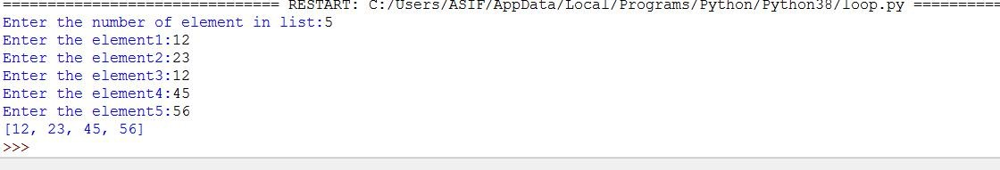 =============================== RESTART: C:/Users/ASIF/AppData/Local/Programs/Python/Python38/loop.py ==========
Enter the number of element in list:5
Enter the element1:12
Enter the element2:23
Enter the element3:12
Enter the element4:45
Enter the element5:56
[12, 23, 45, 56]
>>>